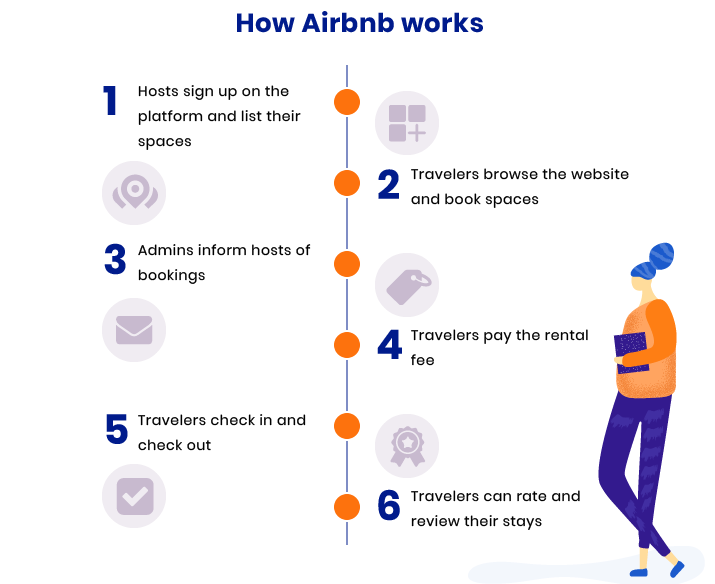 How Airbnb works
1
Hosts sign up on the
platform and list their
spaces
2
Travelers browse the website
and book spaces
3
Admins inform hosts of
bookings
4
Travelers pay the rental
fee
5
Travelers check in and
check out
6
Travelers can rate and
review their stays